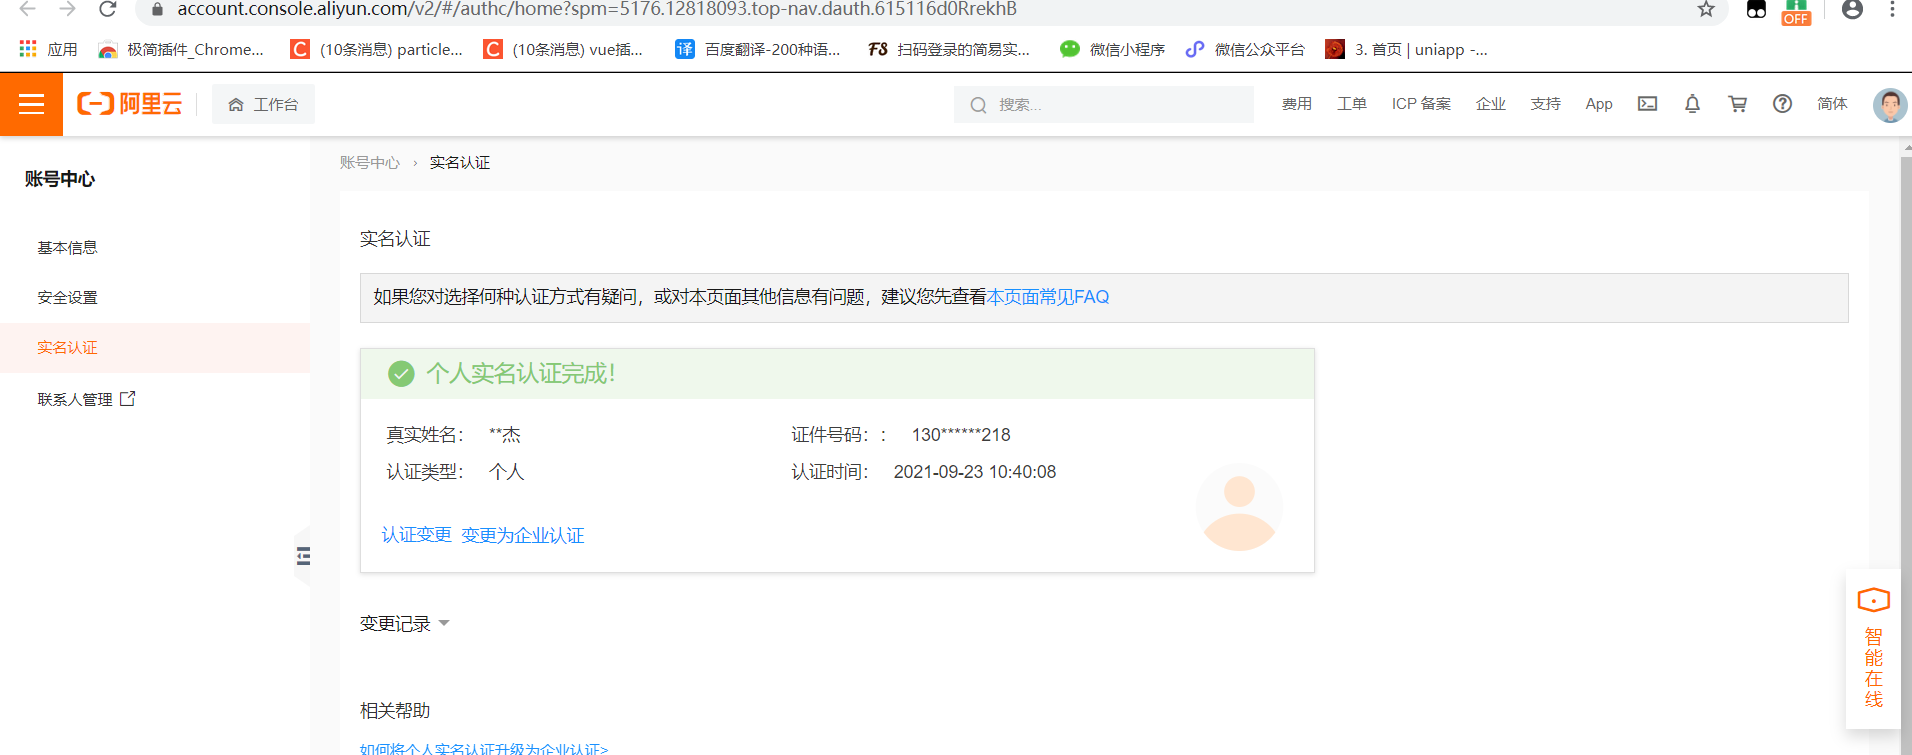 account.console.aliyun.com/v2/#/authc/home?spm=5176.12818093.top-nav.dauth.615116d0RrekhB
OFF
应用 极简插件_Chrome... (10条消息) particle... (10条消息) vue插... 译 百度翻译-200种语... FS 扫码登录的简易实... 微信小程序 微信公众平台 3. 首页 | uniapp -...
阿里云 工作台 搜索... 费用 工单 ICP 备案 企业 支持 App 简体
账号中心
基本信息
安全设置
实名认证
联系人管理
账号中心 › 实名认证
实名认证
如果您对选择何种认证方式有疑问，或对本页面其他信息有问题，建议您先查看本页面常见FAQ
个人实名认证完成！
真实姓名： **杰 证件号码：： 130******218
认证类型： 个人 认证时间： 2021-09-23 10:40:08
认证变更 变更为企业认证
变更记录
相关帮助
如何将个人实名认证升级为企业认证>
智能在线